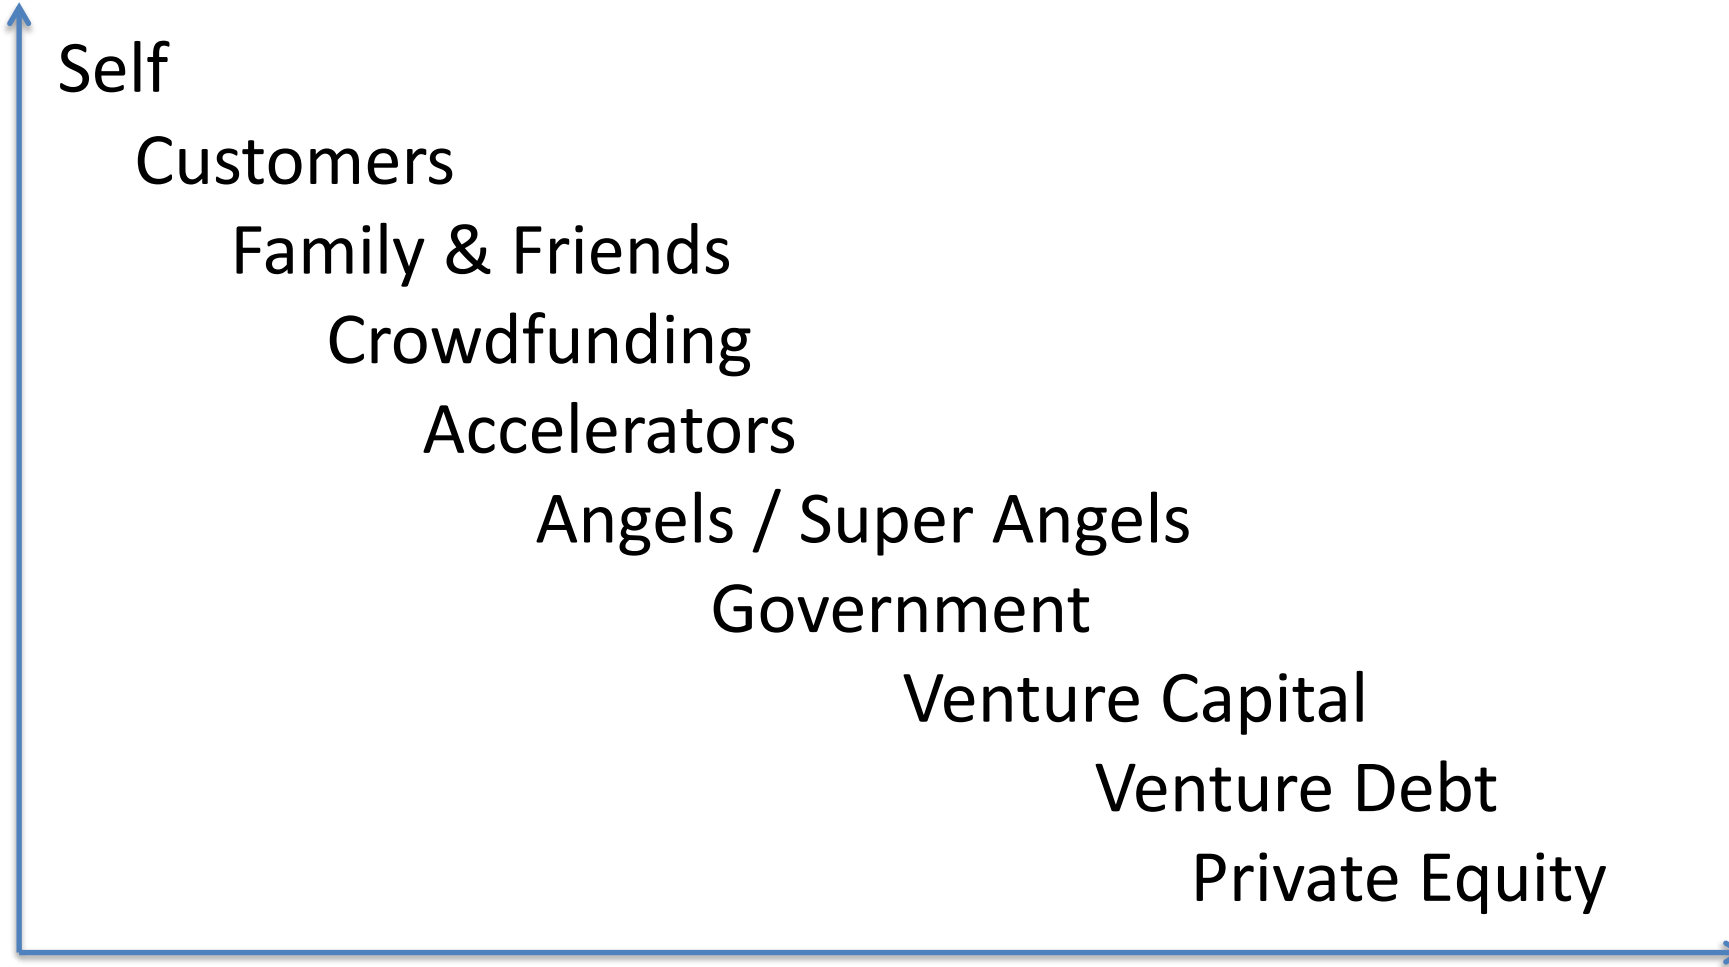 Self
Customers
Family & Friends
Crowdfunding
Accelerators
Angels / Super Angels
Government
Venture Capital
Venture Debt
Private Equity